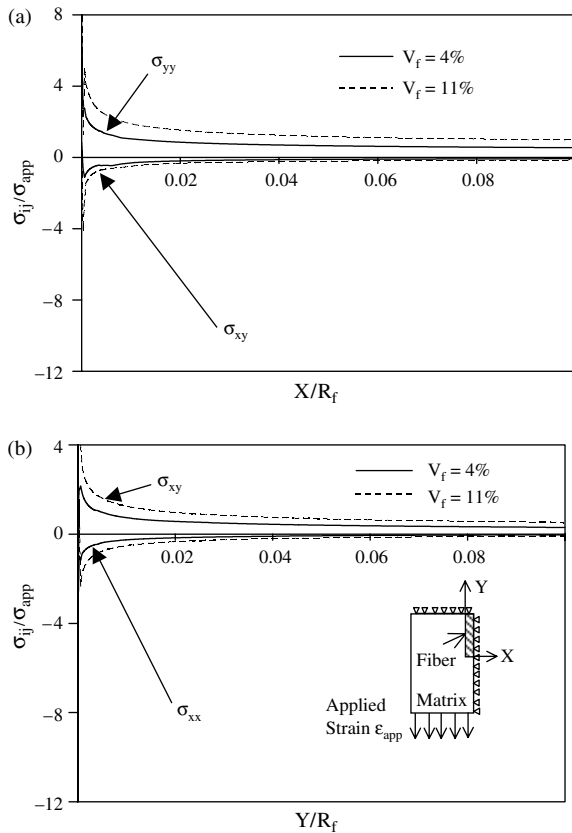 (a)
8
4
0
−4
−8
−12
σij/σapp
σyy
σxy
Vf = 4%
Vf = 11%
0.02
0.04
0.06
0.08
X/Rf
(b)
4
0
−4
−8
−12
σij/σapp
σxy
σxx
Vf = 4%
Vf = 11%
0.02
0.04
0.06
0.08
Y
X
Fiber
Matrix
Applied
Strain εapp
Y/Rf